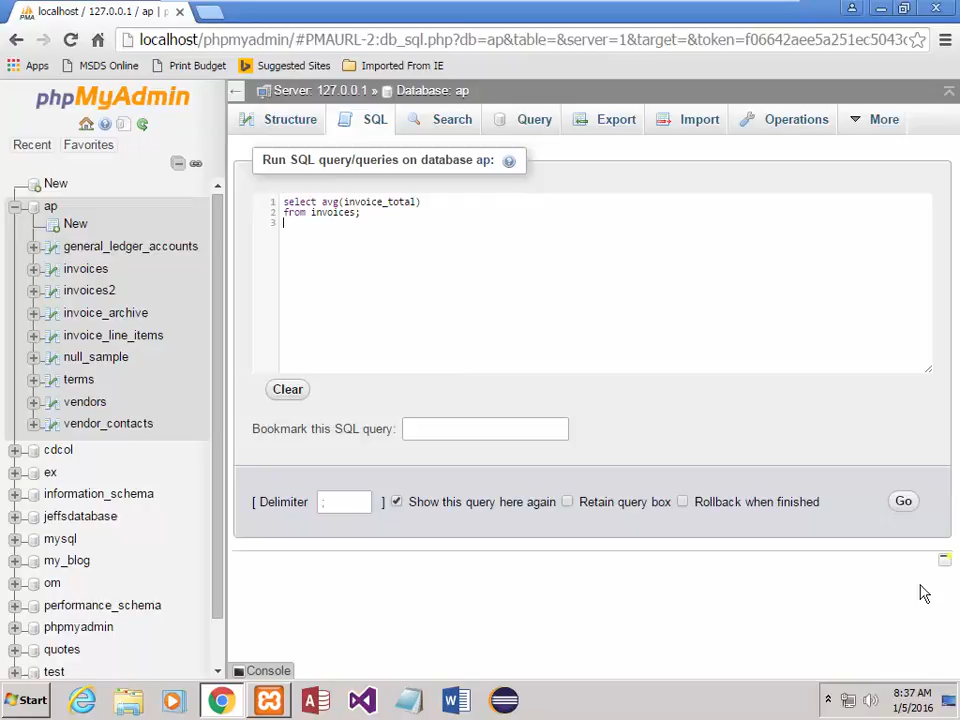 localhost / 127.0.0.1 / ap | p
localhost/phpmyadmin/#PMAURL-2:db_sql.php?db=ap&table=&server=1&target=&token=f06642aee5a251ec5043c
Apps MSDS Online Print Budget Suggested Sites Imported From IE
phpMyAdmin
Recent Favorites
New
ap
New
general_ledger_accounts
invoices
invoices2
invoice_archive
invoice_line_items
null_sample
terms
vendors
vendor_contacts
cdcol
ex
information_schema
jeffsdatabase
mysql
my_blog
om
performance_schema
phpmyadmin
quotes
test
Server: 127.0.0.1 » Database: ap
Structure SQL Search Query Export Import Operations More
Run SQL query/queries on database ap:
1 select avg(invoice_total)
2 from invoices;
3
Clear
Bookmark this SQL query:
[ Delimiter ; ] Show this query here again Retain query box Rollback when finished Go
Console
Start
8:37 AM
1/5/2016